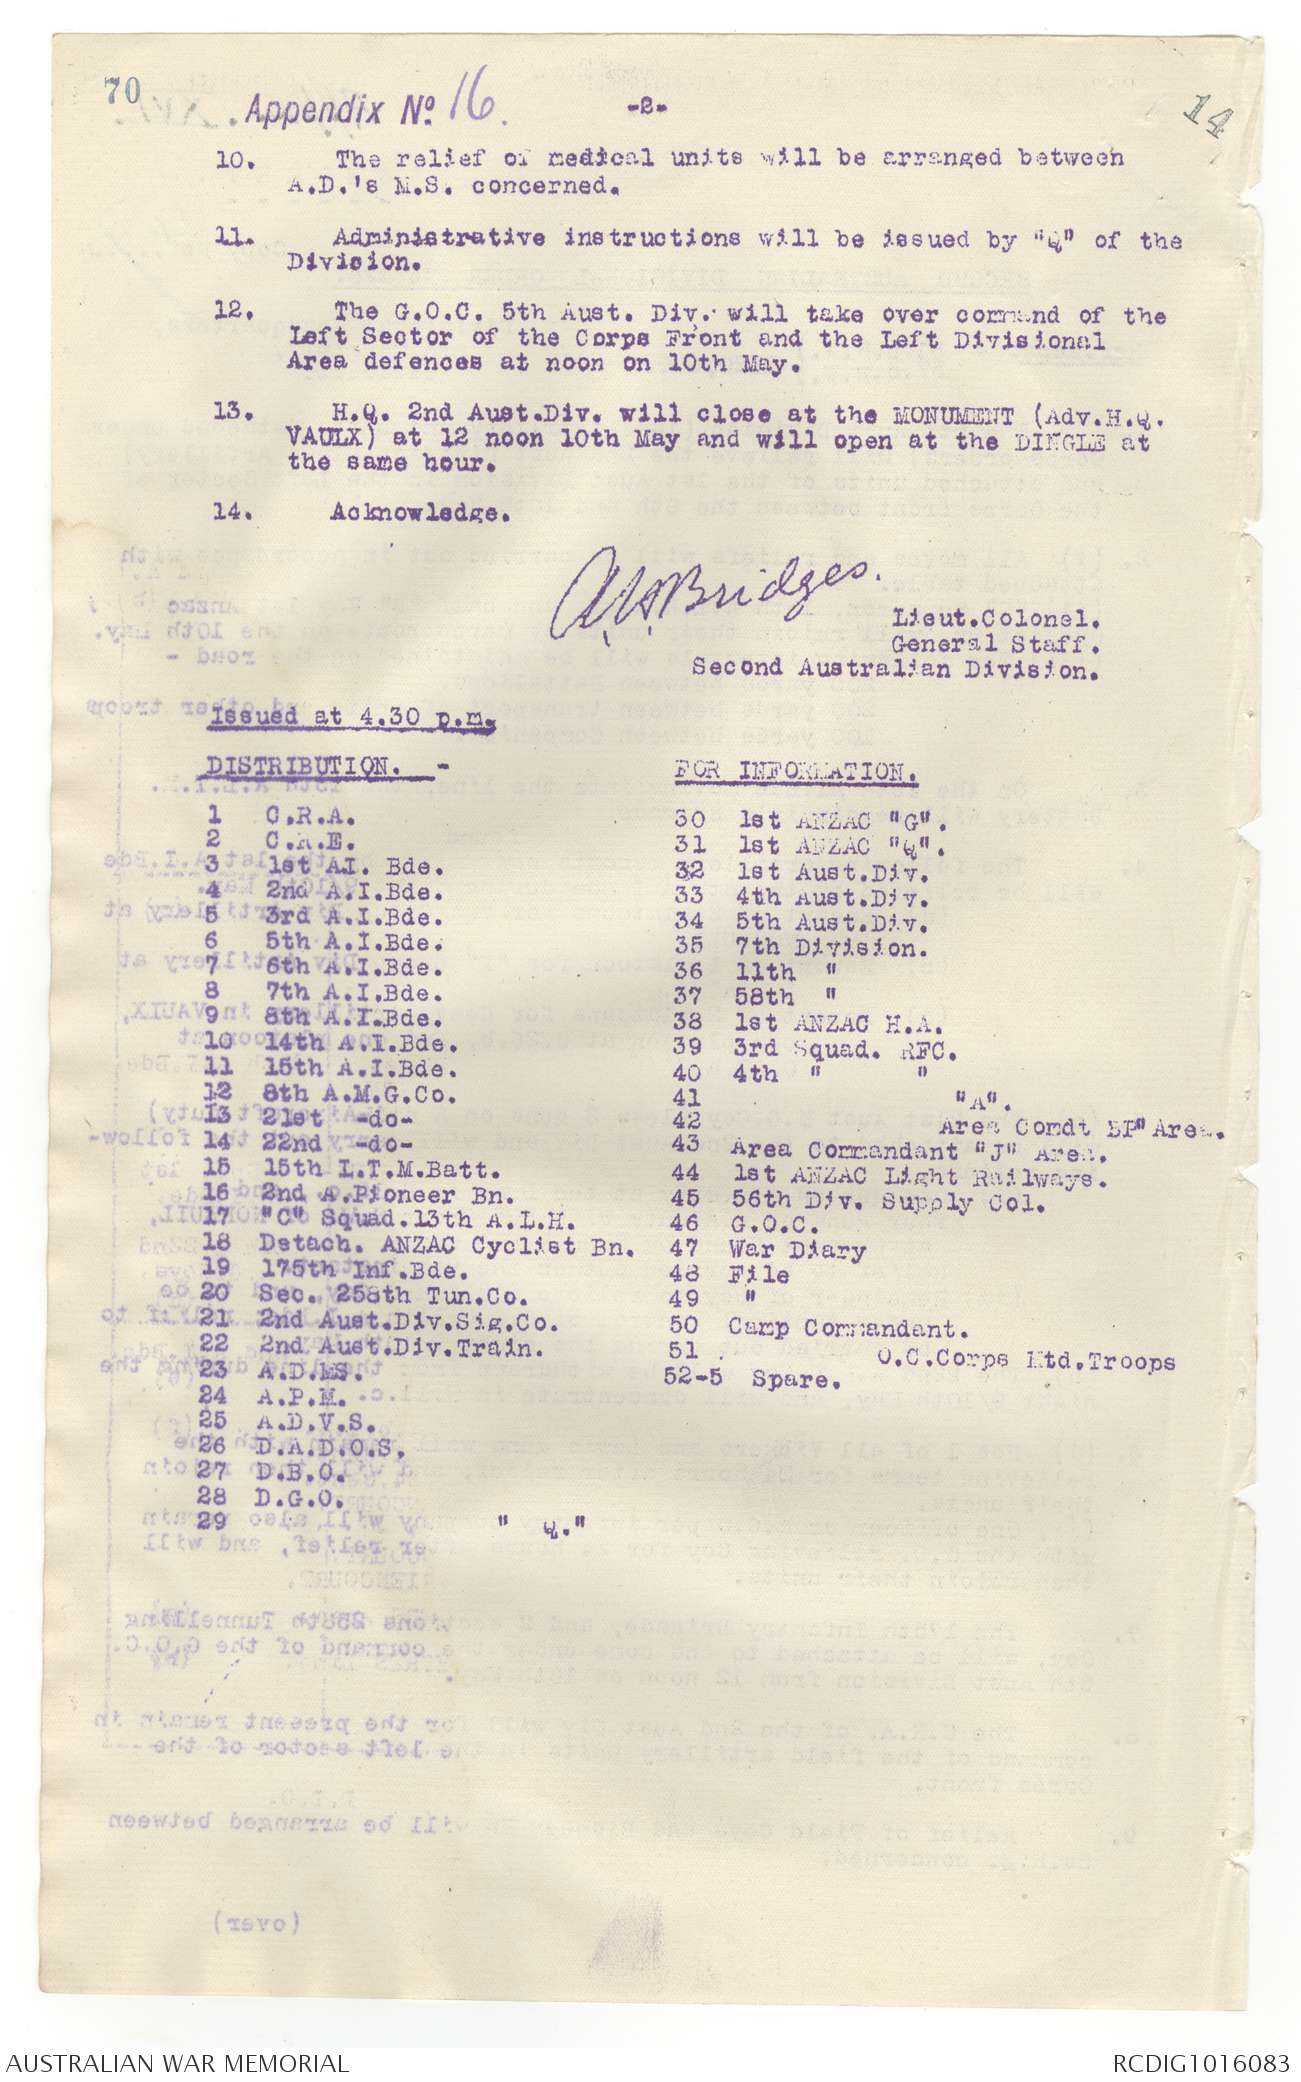 70
Appendix No. 16.
-2-
14
10. The relief of medical units will be arranged between
A.D.'s M.S. concerned.
11. Administrative instructions will be issued by "Q" of the
Division.
12. The G.O.C. 5th Aust. Div. will take over command of the
Left Sector of the Corps Front and the Left Divisional
Area defences at noon on 10th May.
13. H.Q. 2nd Aust.Div. will close at the MONUMENT (Adv.H.Q.
VAULX) at 12 noon 10th May and will open at the DINGLE at
the same hour.
14. Acknowledge.
Bridges.
Lieut.Colonel.
General Staff.
Second Australian Division.
Issued at 4.30 p.m.
DISTRIBUTION. -
1 C.R.A.
2 C.R.E.
3 1st A.I. Bde.
4 2nd A.I.Bde.
5 3rd A.I.Bde.
6 5th A.I.Bde.
7 6th A.I.Bde.
8 7th A.I.Bde.
9 8th A.I.Bde.
10 14th A.I.Bde.
11 15th A.I.Bde.
12 8th A.M.G.Co.
13 21st -do-
14 22nd -do-
15 15th L.T.M.Batt.
16 2nd A.Pioneer Bn.
17 "C" Squad.13th A.L.H.
18 Detach. ANZAC Cyclist Bn.
19 175th Inf.Bde.
20 Sec. 258th Tun.Co.
21 2nd Aust.Div.Sig.Co.
22 2nd Aust.Div.Train.
23 A.D.MS.
24 A.P.M.
25 A.D.V.S.
26 D.A.D.O.S.
27 D.B.O.
28 D.G.O.
29 " Q."
FOR INFORMATION.
30 1st ANZAC "G".
31 1st ANZAC "Q".
32 1st Aust.Div.
33 4th Aust.Div.
34 5th Aust.Div.
35 7th Division.
36 11th "
37 58th "
38 1st ANZAC H.A.
39 3rd Squad. RFC.
40 4th " "
41 "A".
42 Area Comdt BP" Area.
43 Area Commandant "J" Area.
44 1st ANZAC Light Railways.
45 56th Div. Supply Col.
46 G.O.C.
47 War Diary
48 File
49 "
50 Camp Commandant.
51 O.C.Corps Mtd.Troops
52-5 Spare.
(over)
AUSTRALIAN WAR MEMORIAL
RCDIG1016083